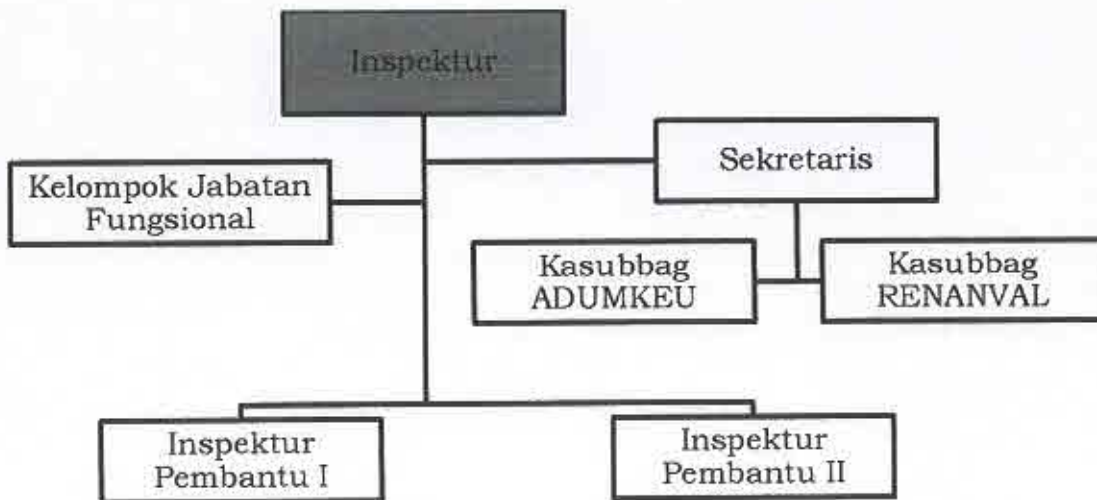 Inspektur
Sekretaris
Kelompok Jabatan
Fungsional
Kasubbag
ADUMKEU
Kasubbag
RENANVAL
Inspektur
Pembantu I
Inspektur
Pembantu II